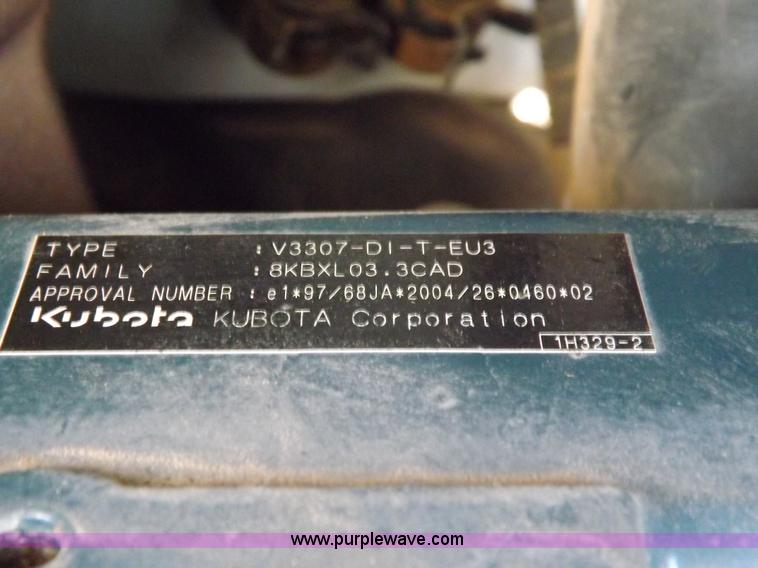 TYPE : V3307-DI-T-EU3
FAMILY : 8KBXL03.3CAD
APPROVAL NUMBER : e1*97/68JA*2004/26*0460*02
Kubota KUBOTA Corporation
1H329-2
www.purplewave.com